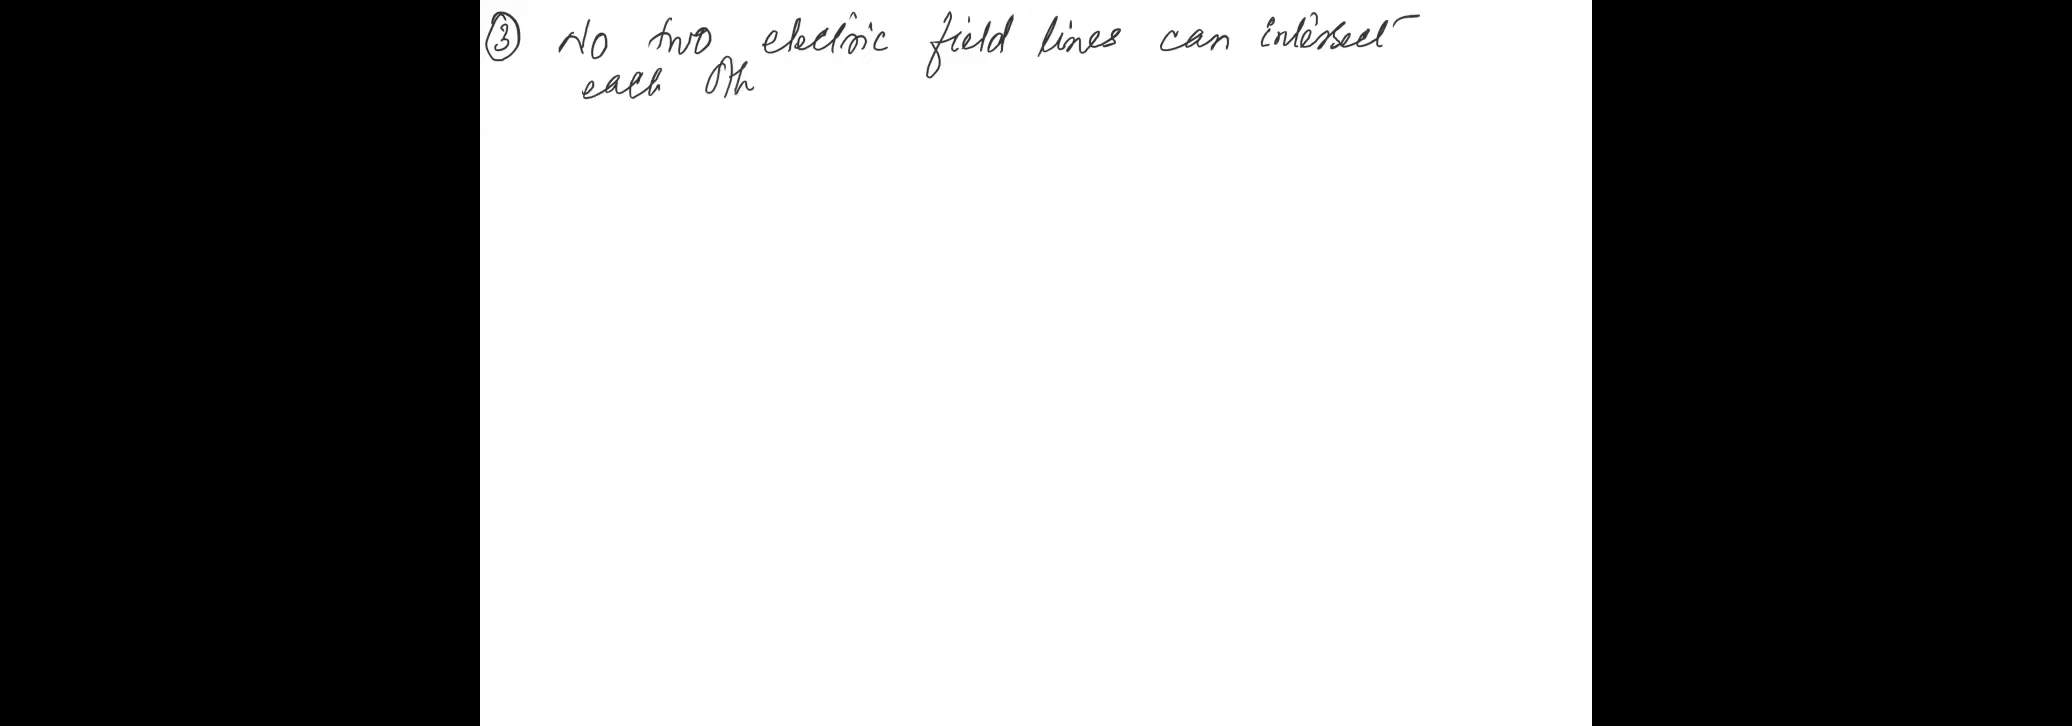 ③ No two electric field lines can intersect
each oth